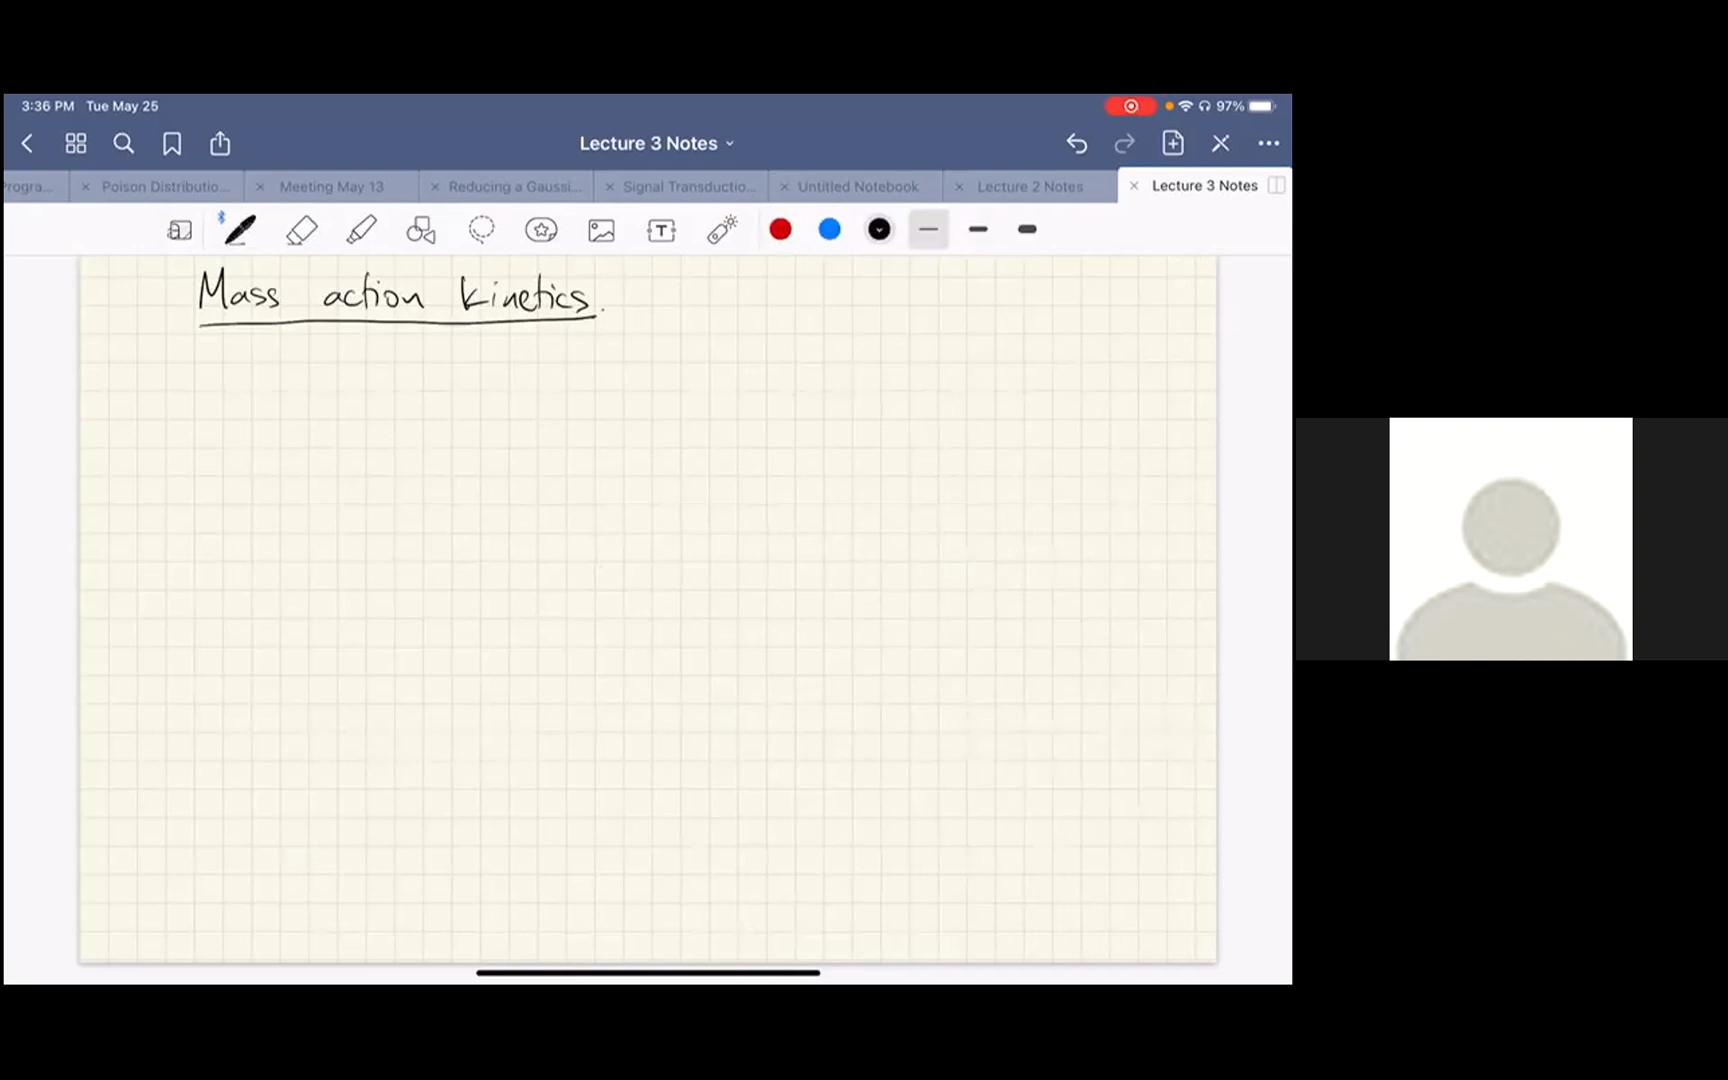 3:36 PM Tue May 25
97%
Lecture 3 Notes
Progra...
Poison Distributio...
Meeting May 13
Reducing a Gaussi...
Signal Transductio...
Untitled Notebook
Lecture 2 Notes
Lecture 3 Notes
T
Mass action kinetics.